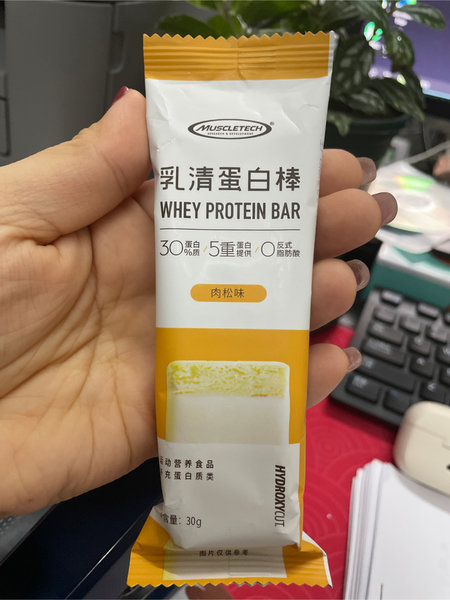 MUSCLETECH
RESEARCH & DEVELOPMENT
乳清蛋白棒
WHEY PROTEIN BAR
30%蛋白质/5重蛋白提供/0反式脂肪酸
肉松味
动营养食品
充蛋白质类
含量：30g
HYDROXYCUT
图片仅供参考